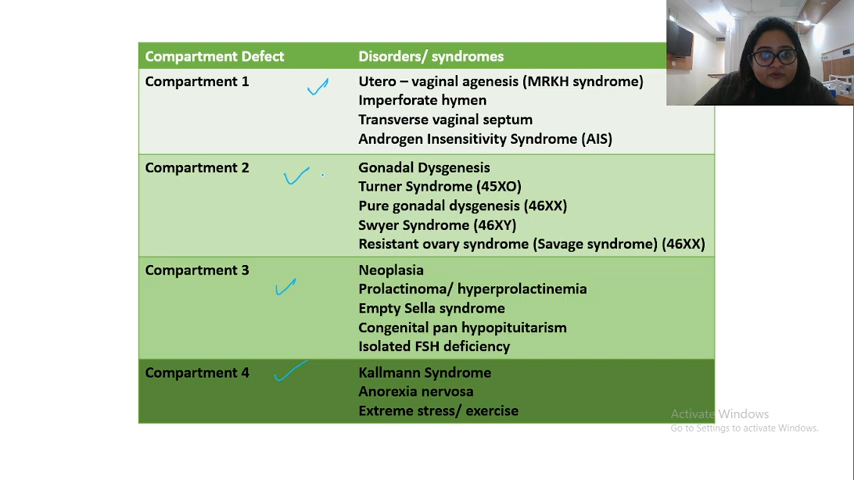 Compartment Defect Disorders/ syndromes
Compartment 1 Utero – vaginal agenesis (MRKH syndrome)
Imperforate hymen
Transverse vaginal septum
Androgen Insensitivity Syndrome (AIS)
Compartment 2 Gonadal Dysgenesis
Turner Syndrome (45XO)
Pure gonadal dysgenesis (46XX)
Swyer Syndrome (46XY)
Resistant ovary syndrome (Savage syndrome) (46XX)
Compartment 3 Neoplasia
Prolactinoma/ hyperprolactinemia
Empty Sella syndrome
Congenital pan hypopituitarism
Isolated FSH deficiency
Compartment 4 Kallmann Syndrome
Anorexia nervosa
Extreme stress/ exercise
Activate Windows
Go to Settings to activate Windows.